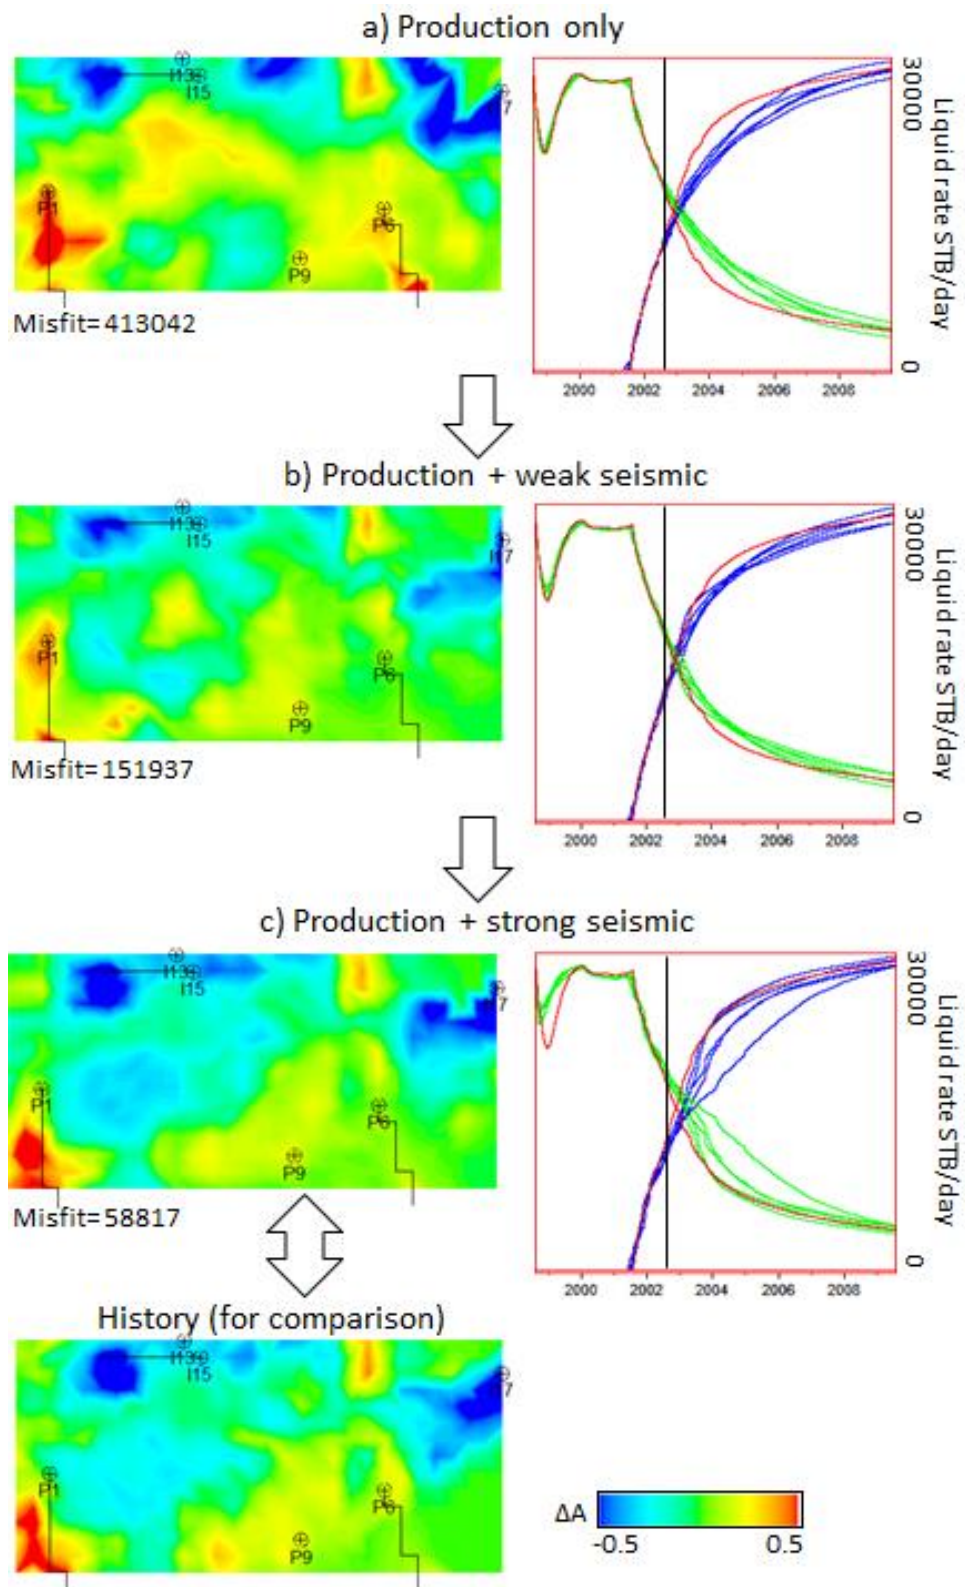 a) Production only
I13
I15
7
P1
P6
P9
Misfit=413042
30000
Liquid rate STB/day
0
2000 2002 2004 2006 2008
b) Production + weak seismic
I13
I15
I7
P1
P6
P9
Misfit=151937
30000
Liquid rate STB/day
0
2000 2002 2004 2006 2008
c) Production + strong seismic
I13
I15
7
P1
P6
P9
Misfit=58817
30000
Liquid rate STB/day
0
2000 2002 2004 2006 2008
History (for comparison)
I13
I15
7
P1
P6
P9
ΔA
-0.5 0.5